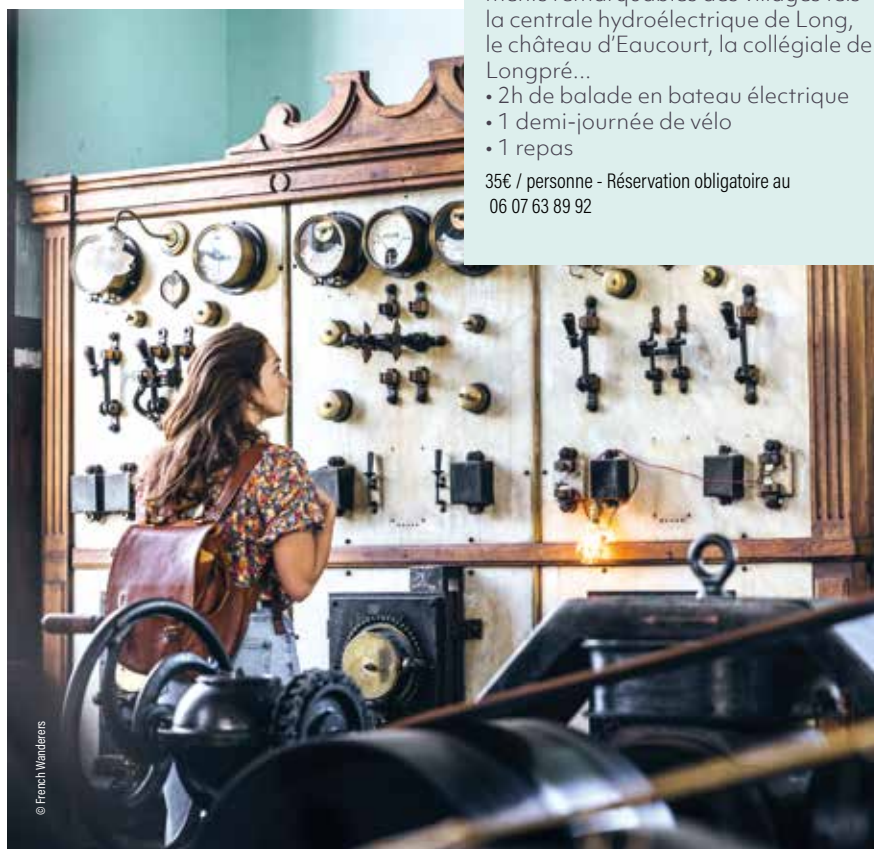 la centrale hydroélectrique de Long,
le château d'Eaucourt, la collégiale de
Longpré...
• 2h de balade en bateau électrique
• 1 demi-journée de vélo
• 1 repas
35€ / personne - Réservation obligatoire au
06 07 63 89 92
© French Wanderers